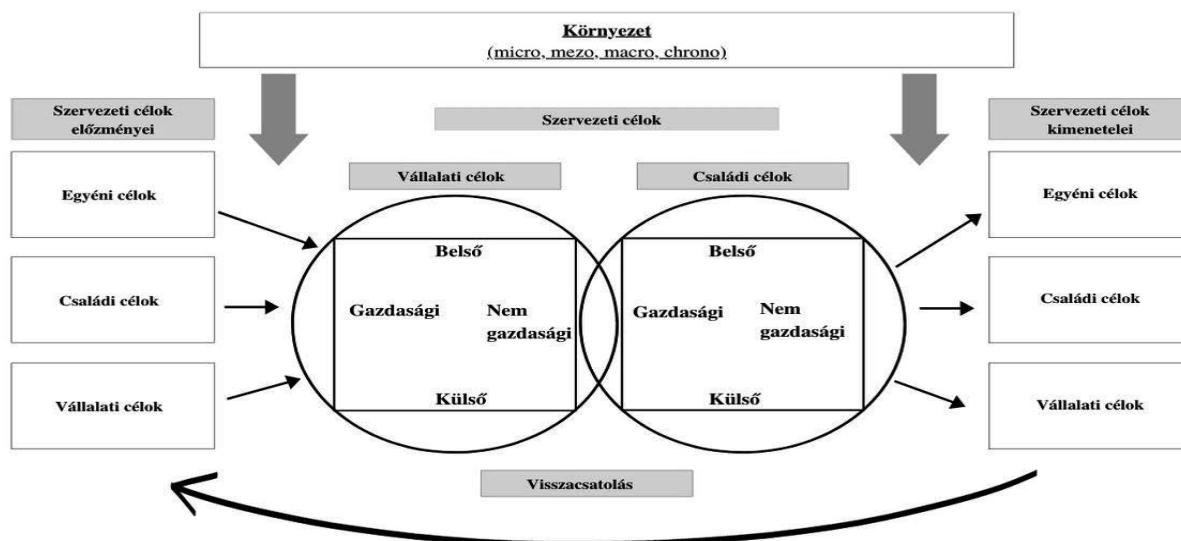 Környezet
(micro, mezo, macro, chrono)
Szervezeti célok
előzményei
Szervezeti célok
Szervezeti célok
kimenetelei
Egyéni célok
Családi célok
Vállalati célok
Vállalati célok
Belső
Gazdasági
Nem
gazdasági
Külső
Családi célok
Belső
Gazdasági
Nem
gazdasági
Külső
Egyéni célok
Családi célok
Vállalati célok
Visszacsatolás